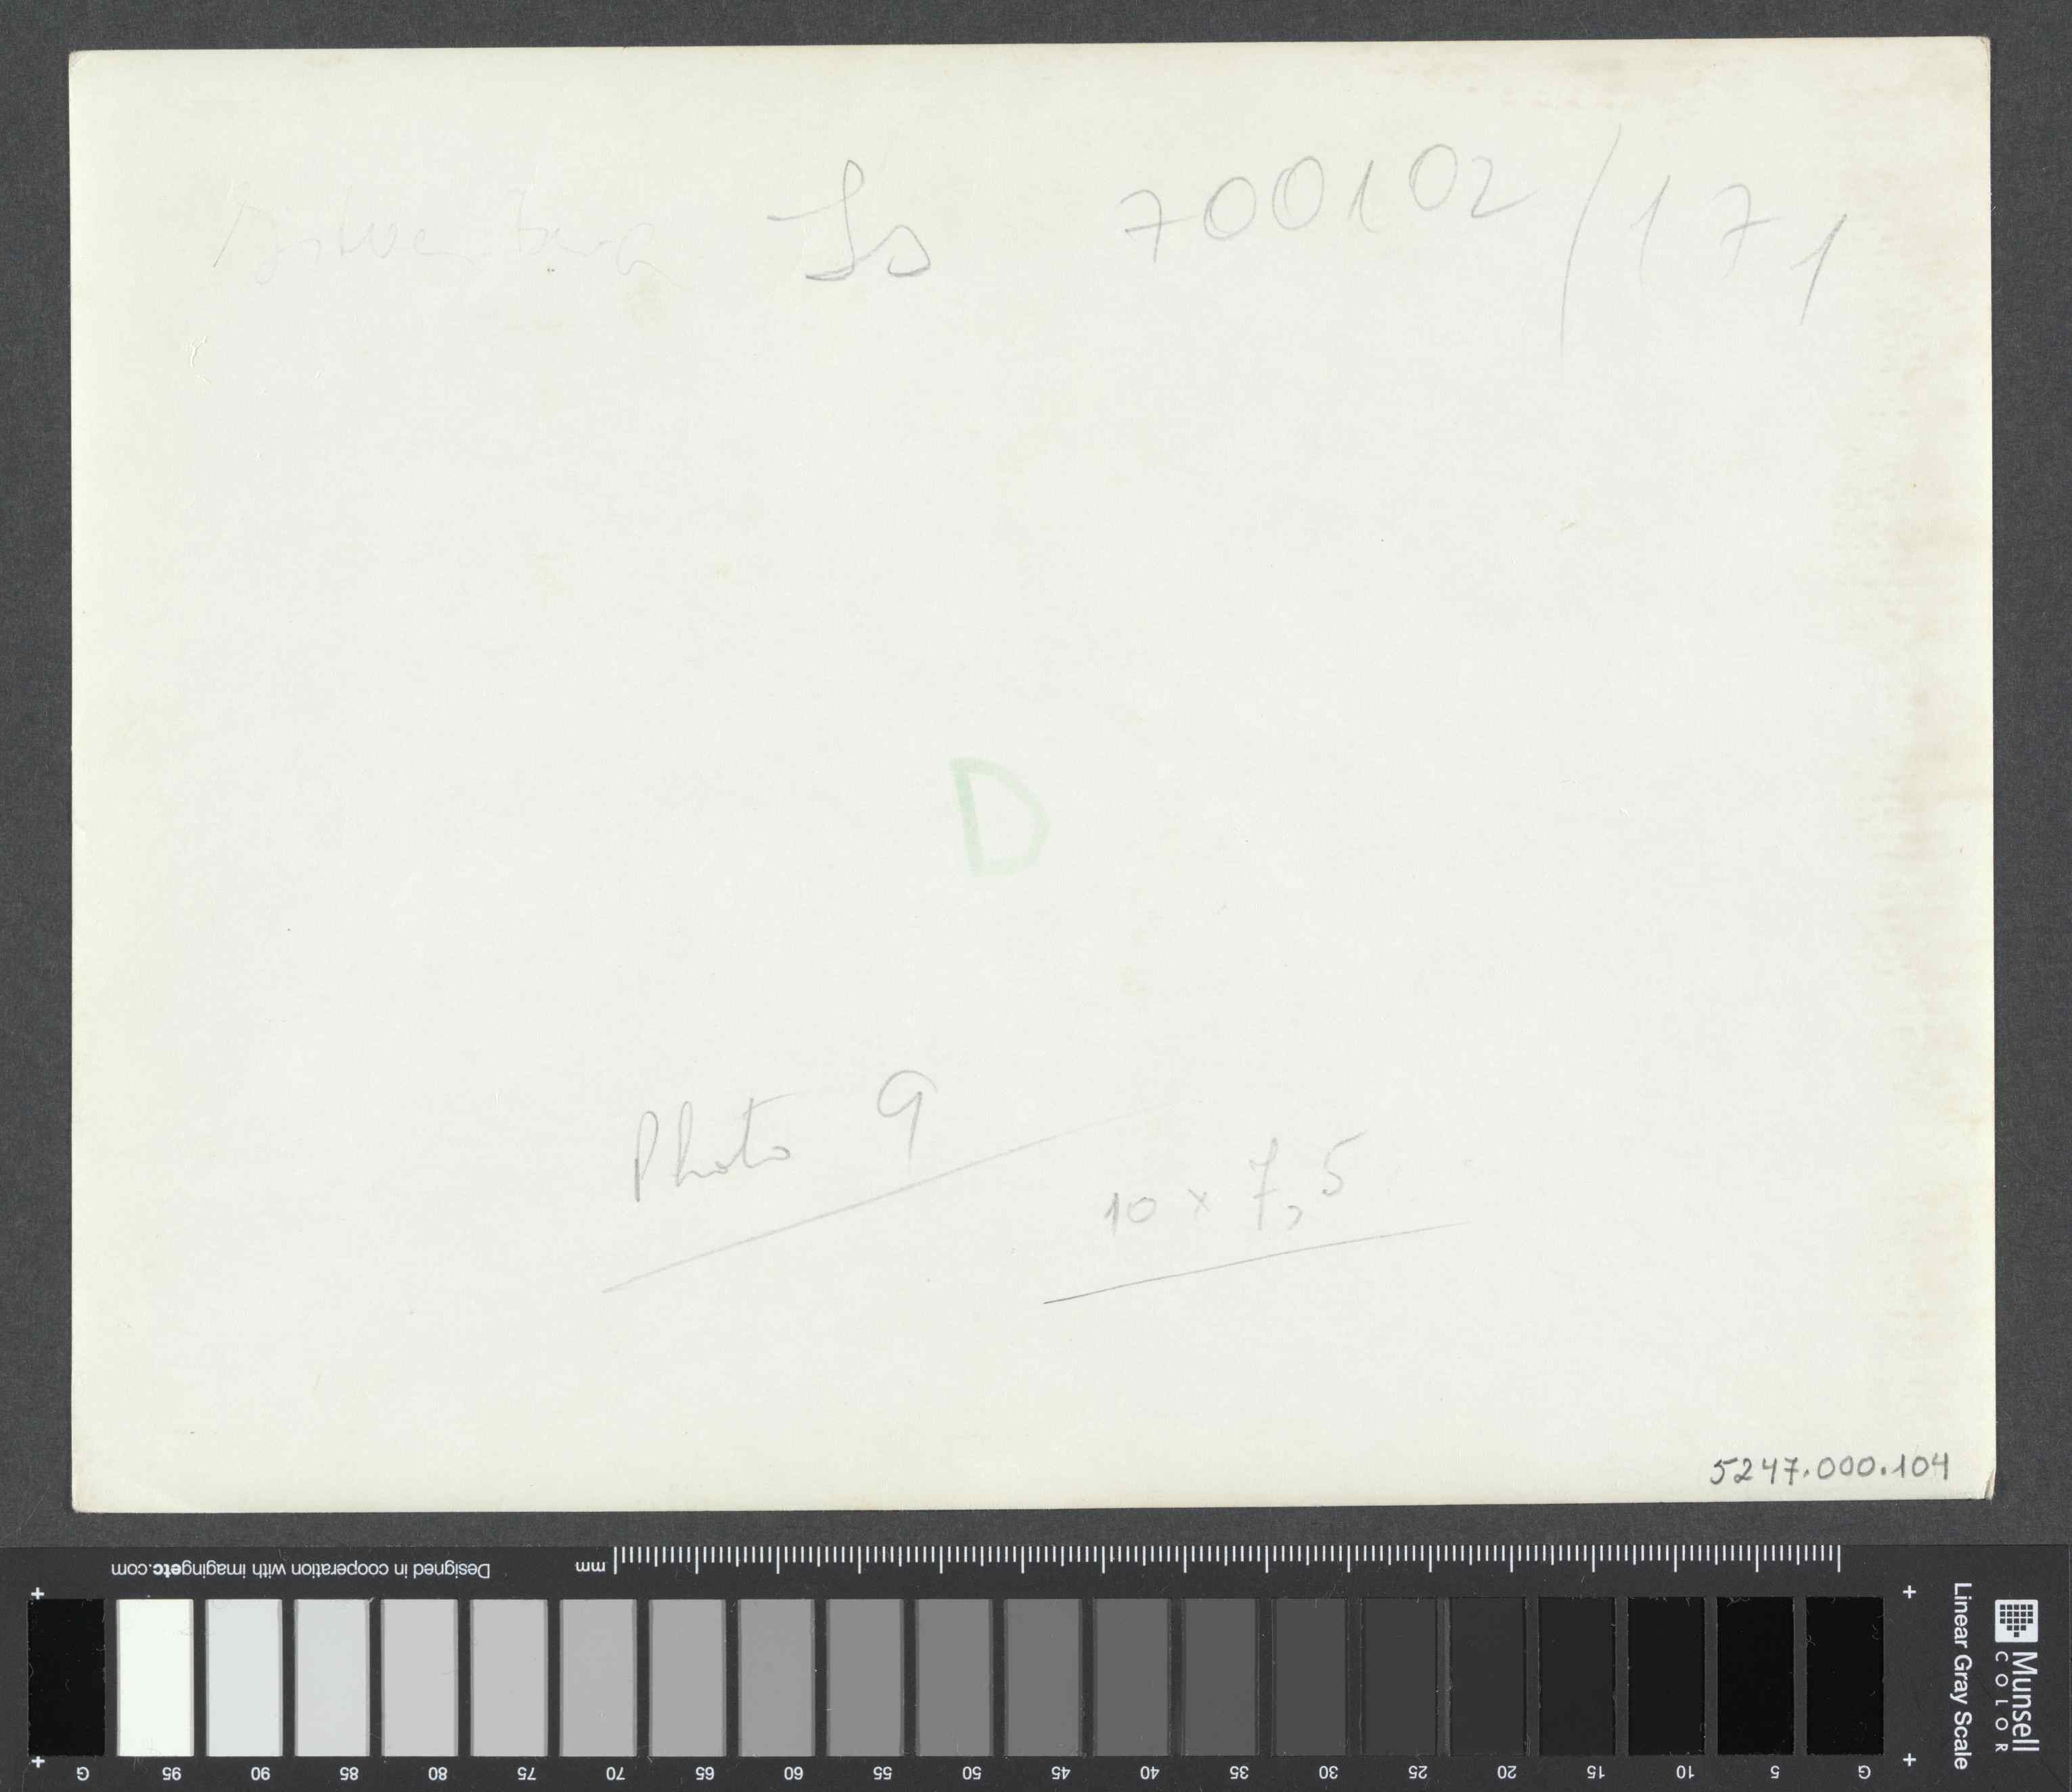 Is 700102/171
D
Photo 9
10 x 7,5
5247.000.104
Designed in cooperation with imagingetc.com
mm
G 95 90 85 80 75 70 65 60 55 50 45 40 35 30 25 20 15 10 5 G
Linear Gray Scale
Munsell
COLOR